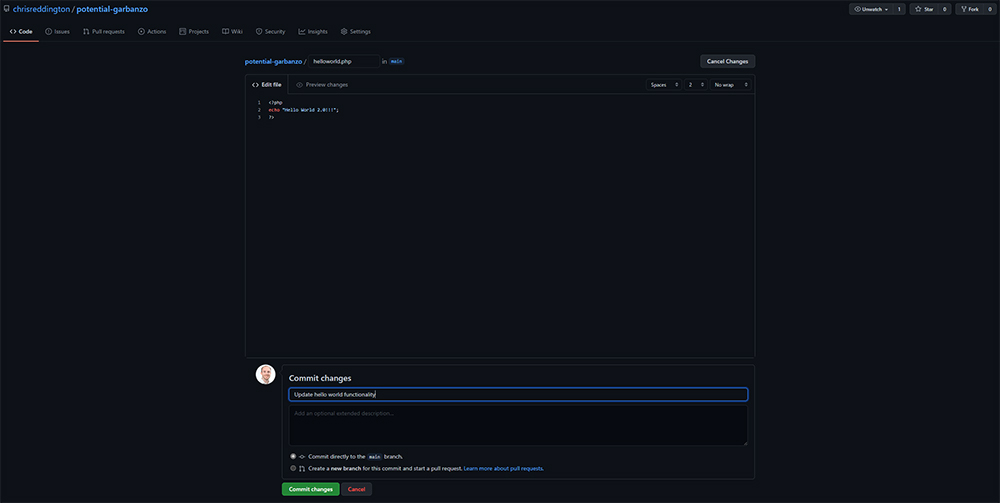 chrisreddington / potential-garbanzo
Unwatch 1 Star 0 Fork 0
Code Issues Pull requests Actions Projects Wiki Security Insights Settings
potential-garbanzo / helloworld.php in main Cancel Changes
Edit file Preview changes Spaces 2 No wrap
1 <?php
2 echo "Hello World 2.0!!!";
3 ?>
Commit changes
Update hello world functionality
Add an optional extended description...
Commit directly to the main branch.
Create a new branch for this commit and start a pull request. Learn more about pull requests.
Commit changes Cancel